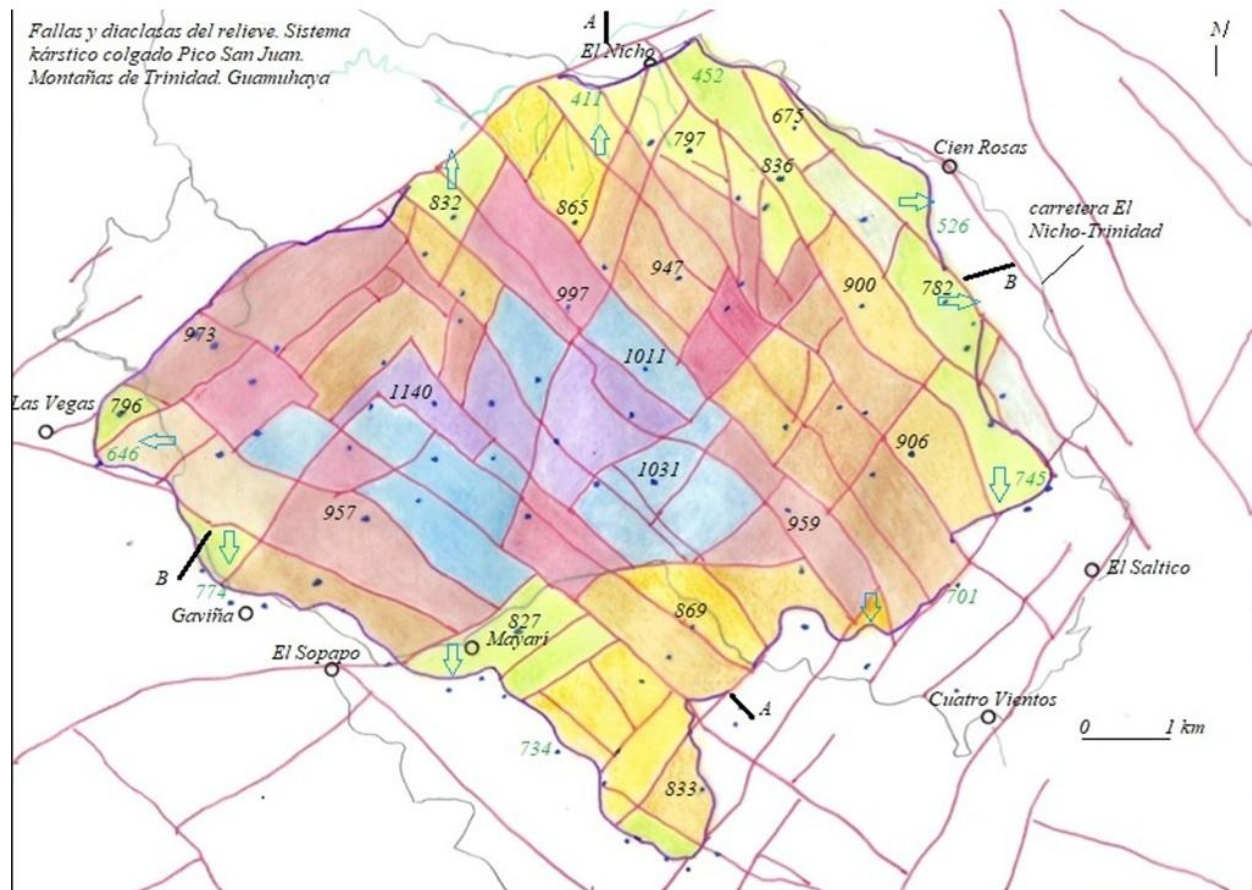 Fallas y diaclasas del relieve. Sistema
kárstico colgado Pico San Juan.
Montañas de Trinidad. Guamuhaya
A
El Nicho
N
452
411
675
797
836
Cien Rosas
832
865
carretera El
Nicho-Trinidad
526
947
900
782
B
997
973
1011
1140
796
Las Vegas
906
646
1031
745
957
959
B
El Saltico
774
701
Gaviña
869
827
Mayarí
El Sopapo
A
Cuatro Vientos
734
0 1 km
833